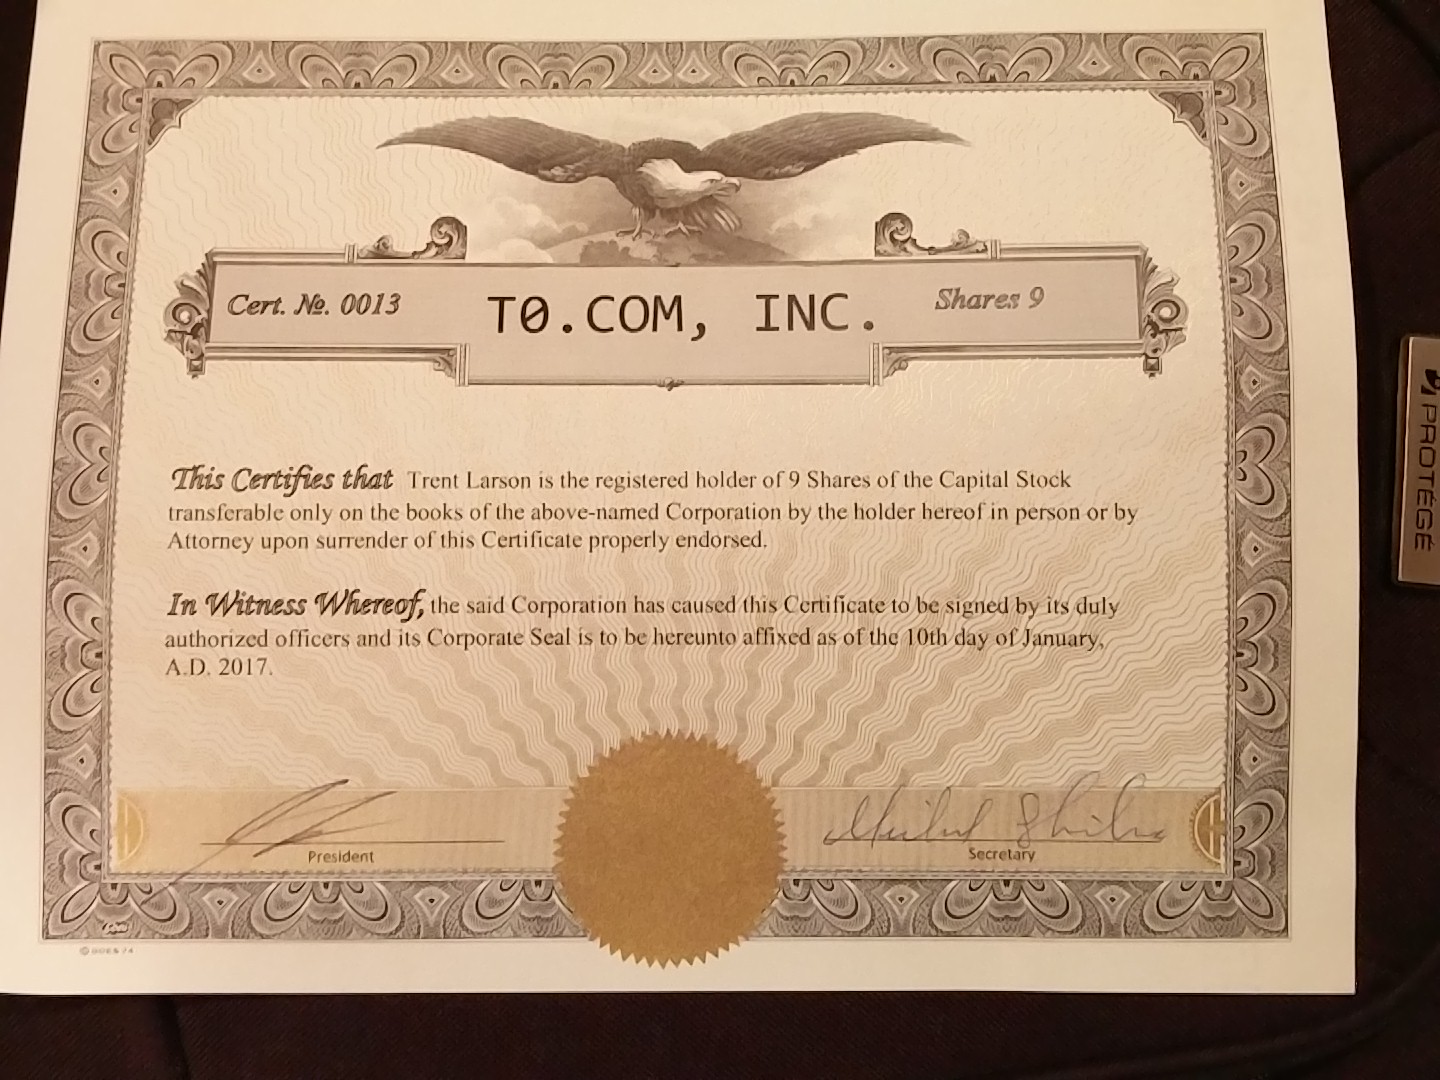 Cert. №. 0013
T0.COM, INC.
Shares 9
This Certifies that Trent Larson is the registered holder of 9 Shares of the Capital Stock
transferable only on the books of the above-named Corporation by the holder hereof in person or by
Attorney upon surrender of this Certificate properly endorsed.
In Witness Whereof, the said Corporation has caused this Certificate to be signed by its duly
authorized officers and its Corporate Seal is to be hereunto affixed as of the 10th day of January,
A.D. 2017.
President
Secretary
PROTÉGÉ